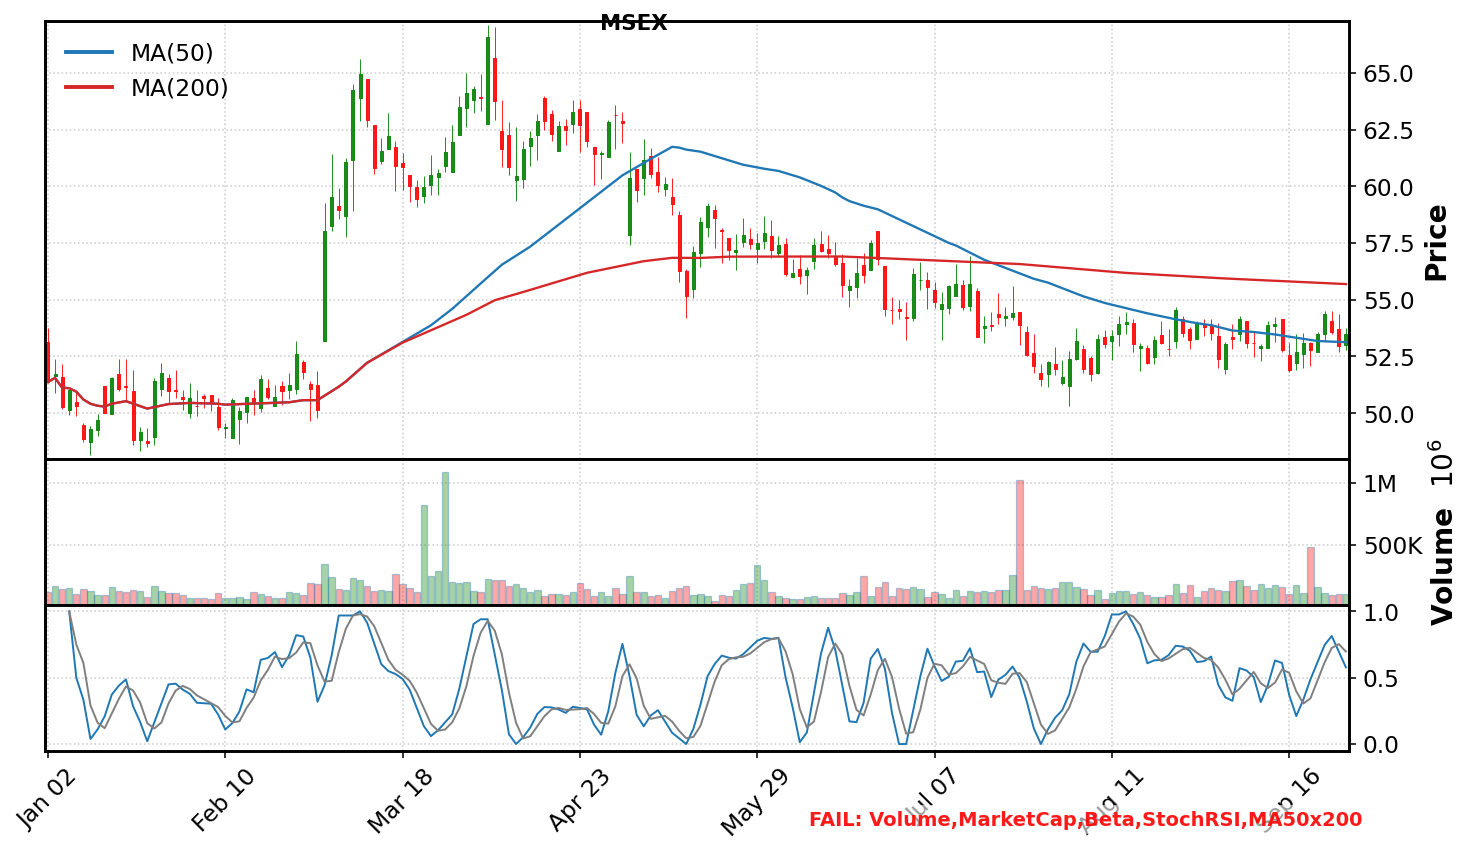 MSEX
MA(50)
MA(200)
65.0
62.5
60.0
57.5
55.0
52.5
50.0
Price
1M
500K
Volume 10⁶
1.0
0.5
0.0
Jan 02
Feb 10
Mar 18
Apr 23
May 29
Jul 07
Aug 11
Sep 16
FAIL: Volume,MarketCap,Beta,StochRSI,MA50x200